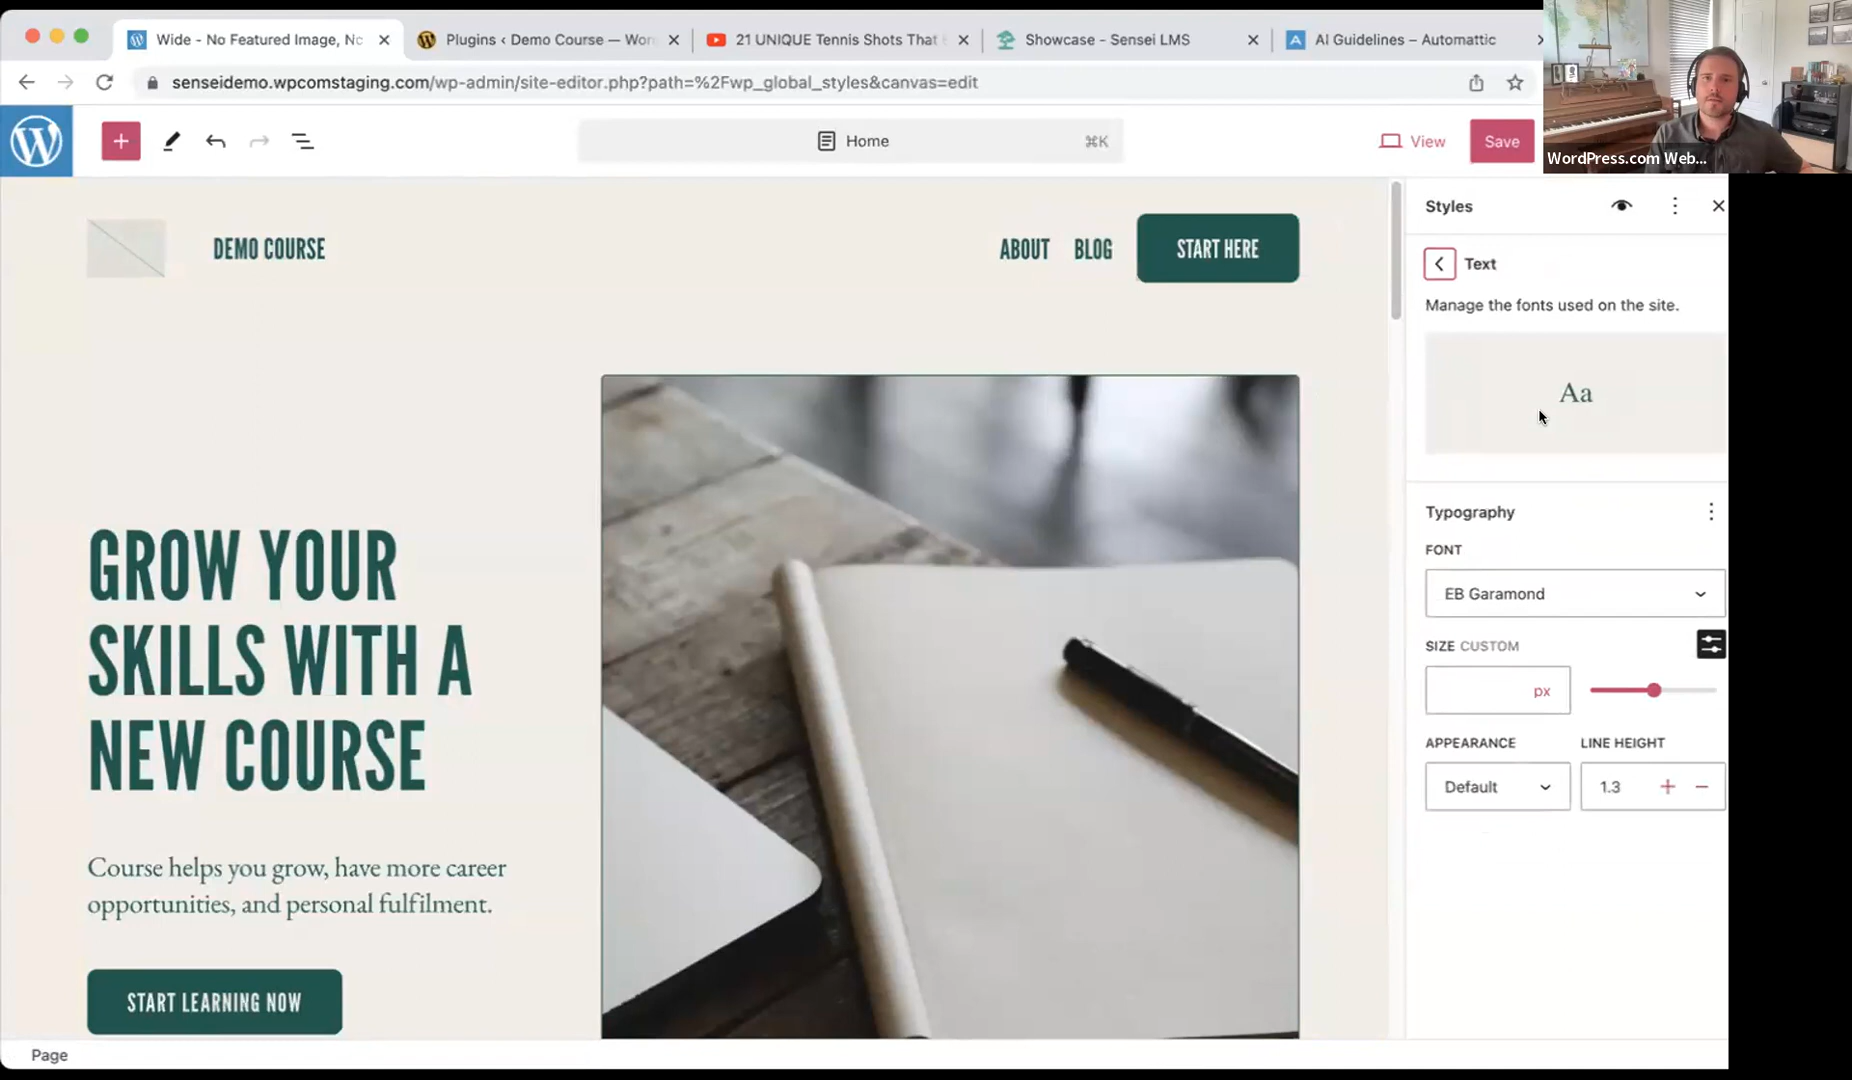 Wide - No Featured Image, Nc
Plugins ‹ Demo Course — Wor
21 UNIQUE Tennis Shots That
Showcase - Sensei LMS
AI Guidelines – Automattic
senseidemo.wpcomstaging.com/wp-admin/site-editor.php?path=%2Fwp_global_styles&canvas=edit
WordPress.com Web...
Home
⌘K
View
Save
DEMO COURSE
ABOUT
BLOG
START HERE
GROW YOUR
SKILLS WITH A
NEW COURSE
Course helps you grow, have more career
opportunities, and personal fulfilment.
START LEARNING NOW
Styles
Text
Manage the fonts used on the site.
Aa
Typography
FONT
EB Garamond
SIZE CUSTOM
px
APPEARANCE
LINE HEIGHT
Default
1.3
Page